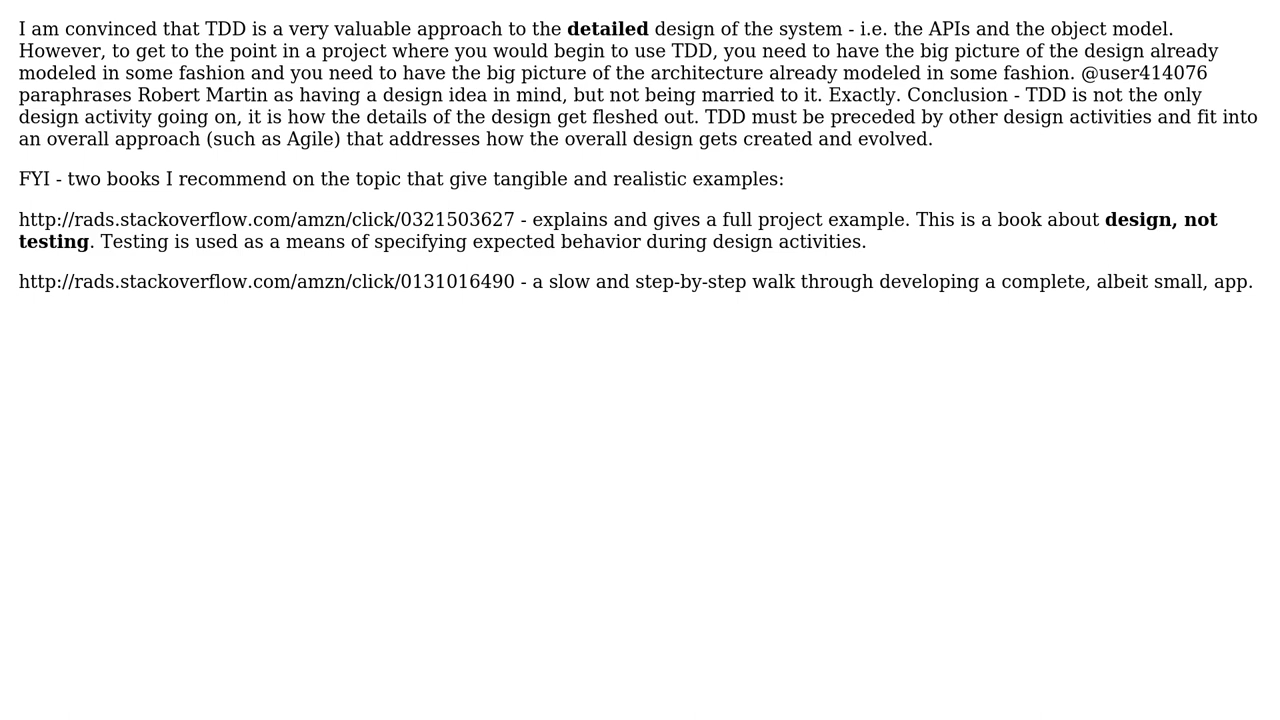 I am convinced that TDD is a very valuable approach to the detailed design of the system - i.e. the APIs and the object model.
However, to get to the point in a project where you would begin to use TDD, you need to have the big picture of the design already
modeled in some fashion and you need to have the big picture of the architecture already modeled in some fashion. @user414076
paraphrases Robert Martin as having a design idea in mind, but not being married to it. Exactly. Conclusion - TDD is not the only
design activity going on, it is how the details of the design get fleshed out. TDD must be preceded by other design activities and fit into
an overall approach (such as Agile) that addresses how the overall design gets created and evolved.
FYI - two books I recommend on the topic that give tangible and realistic examples:
http://rads.stackoverflow.com/amzn/click/0321503627 - explains and gives a full project example. This is a book about design, not
testing. Testing is used as a means of specifying expected behavior during design activities.
http://rads.stackoverflow.com/amzn/click/0131016490 - a slow and step-by-step walk through developing a complete, albeit small, app.